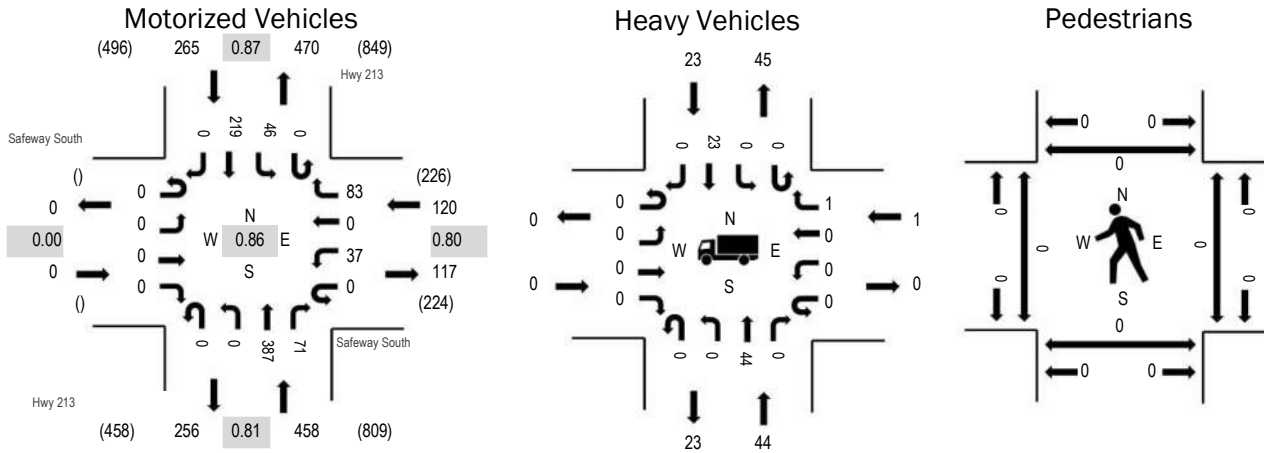 Motorized Vehicles
(496) 265 0.87 470 (849)
Hwy 213
Safeway South
0 219 46 0
() 0 83 (226)
0 0 N 0 120
0.00 W 0.86 E 0.80
0 0 S 37 117
() 0 0 (224)
0 0 387 71
Safeway South
Hwy 213
(458) 256 0.81 458 (809)
Heavy Vehicles
23 45
0 23 0 0
0 1
0 0 N 0 1
W E
0 0 S 0 0
0 0
0 0 44 0
23 44
Pedestrians
0 0
0
N
0 0
W E
0 0
0 0
S
0
0 0